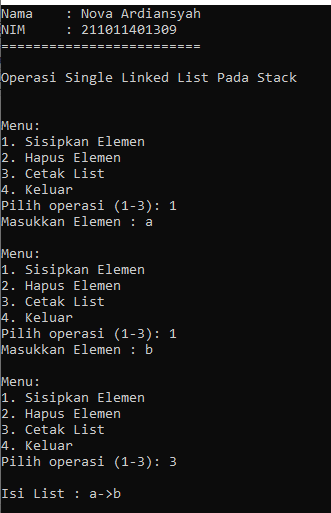 Nama    : Nova Ardiansyah
NIM     : 211011401309
=========================
Operasi Single Linked List Pada Stack
Menu:
1. Sisipkan Elemen
2. Hapus Elemen
3. Cetak List
4. Keluar
Pilih operasi (1-3): 1
Masukkan Elemen : a
Menu:
1. Sisipkan Elemen
2. Hapus Elemen
3. Cetak List
4. Keluar
Pilih operasi (1-3): 1
Masukkan Elemen : b
Menu:
1. Sisipkan Elemen
2. Hapus Elemen
3. Cetak List
4. Keluar
Pilih operasi (1-3): 3
Isi List : a->b